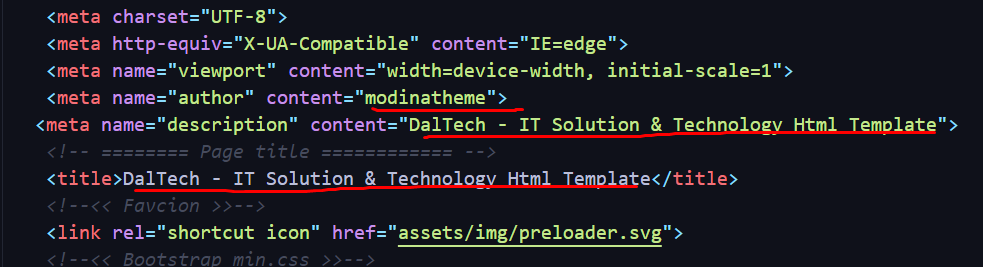 <meta charset="UTF-8">
<meta http-equiv="X-UA-Compatible" content="IE=edge">
<meta name="viewport" content="width=device-width, initial-scale=1">
<meta name="author" content="modinatheme">
<meta name="description" content="DalTech - IT Solution & Technology Html Template">
<!-- ======== Page title ============ -->
<title>DalTech - IT Solution & Technology Html Template</title>
<!--<< Favcion >>-->
<link rel="shortcut icon" href="assets/img/preloader.svg">
<!--<< Bootstrap min.css >>-->